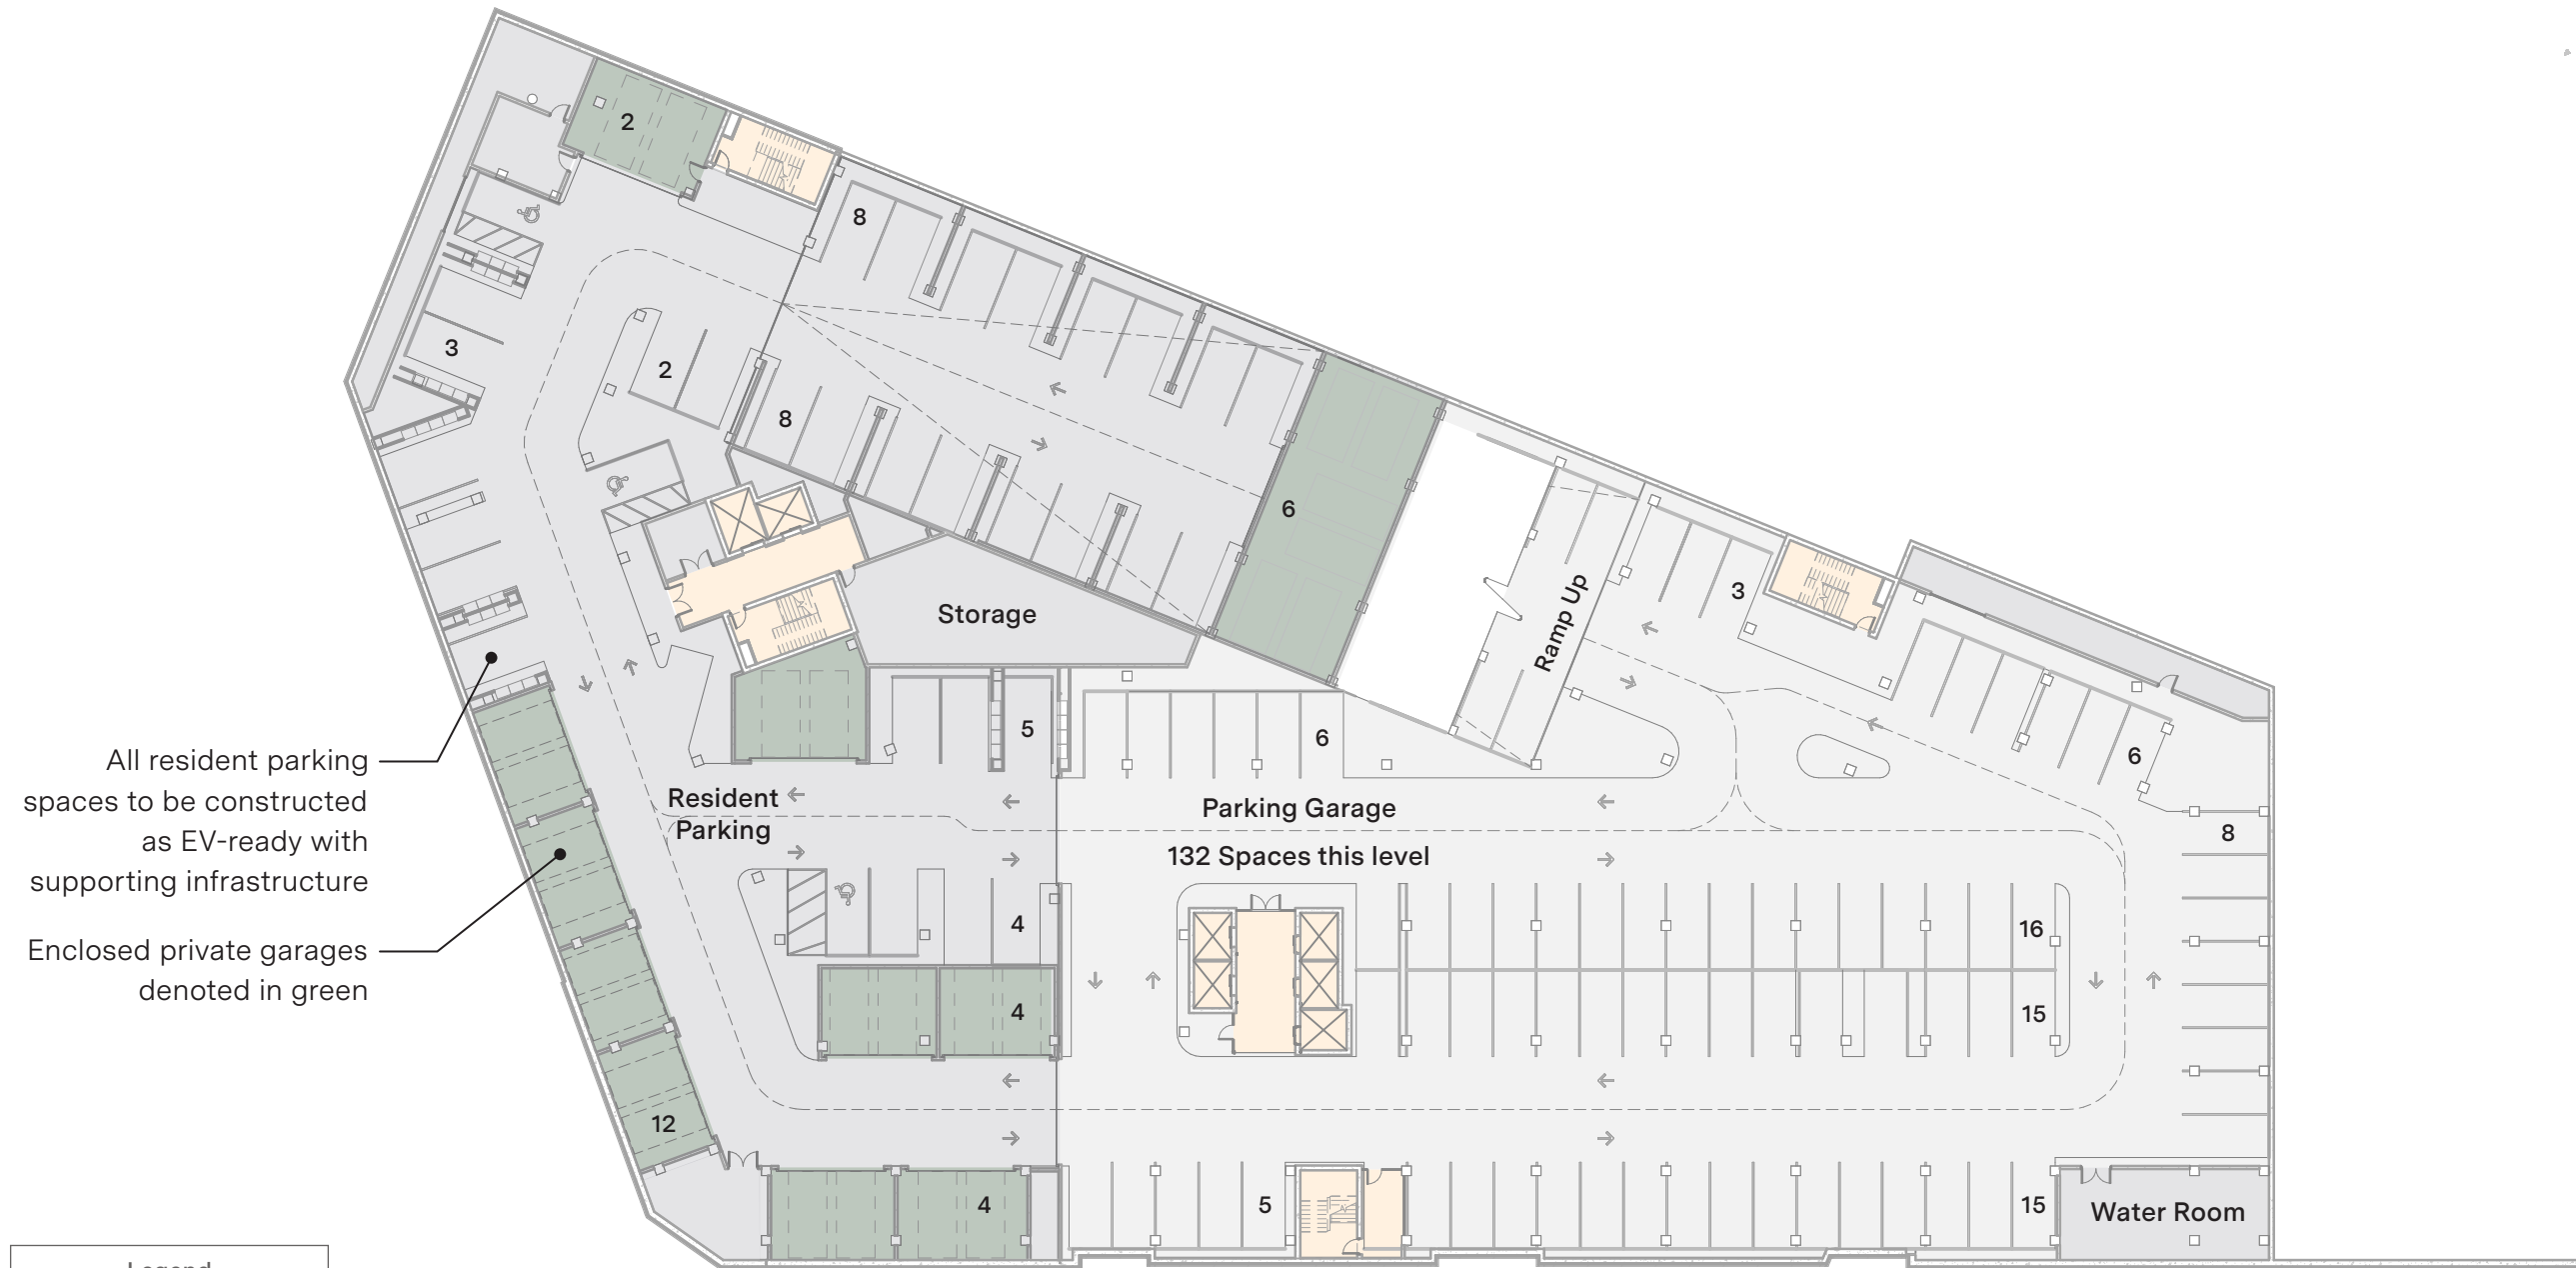 2
8
3
2
8
6
3
Ramp Up
Storage
5
6
6
All resident parking
spaces to be constructed
as EV-ready with
supporting infrastructure
Resident
Parking
Parking Garage
132 Spaces this level
8
Enclosed private garages
denoted in green
4
16
4
15
12
4
5
15
Water Room
Legend